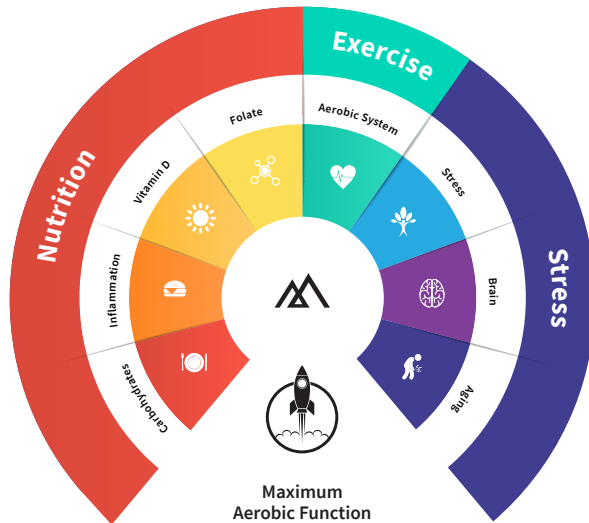 Nutrition
Exercise
Stress
Carbohydrates
Inflammation
Vitamin D
Folate
Aerobic System
Stress
Brain
Aging
Maximum
Aerobic Function